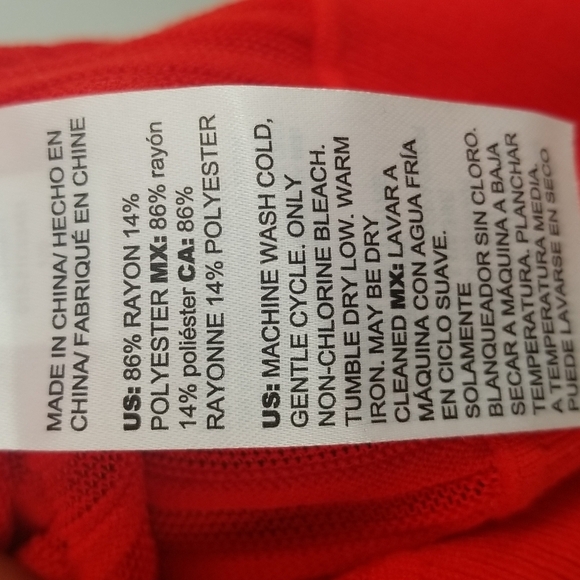 MADE IN CHINA/ HECHO EN
CHINA/ FABRIQUÉ EN CHINE
US: 86% RAYON 14%
POLYESTER MX: 86% rayón
14% poliéster CA: 86%
RAYONNE 14% POLYESTER
US: MACHINE WASH COLD,
GENTLE CYCLE. ONLY
NON-CHLORINE BLEACH.
TUMBLE DRY LOW. WARM
IRON. MAY BE DRY
CLEANED MX: LAVAR A
MÁQUINA CON AGUA FRÍA
EN CICLO SUAVE.
SOLAMENTE
BLANQUEADOR SIN CLORO.
SECAR A MÁQUINA A BAJA
TEMPERATURA. PLANCHAR
A TEMPERATURA MEDIA.
PUEDE LAVARSE EN SECO